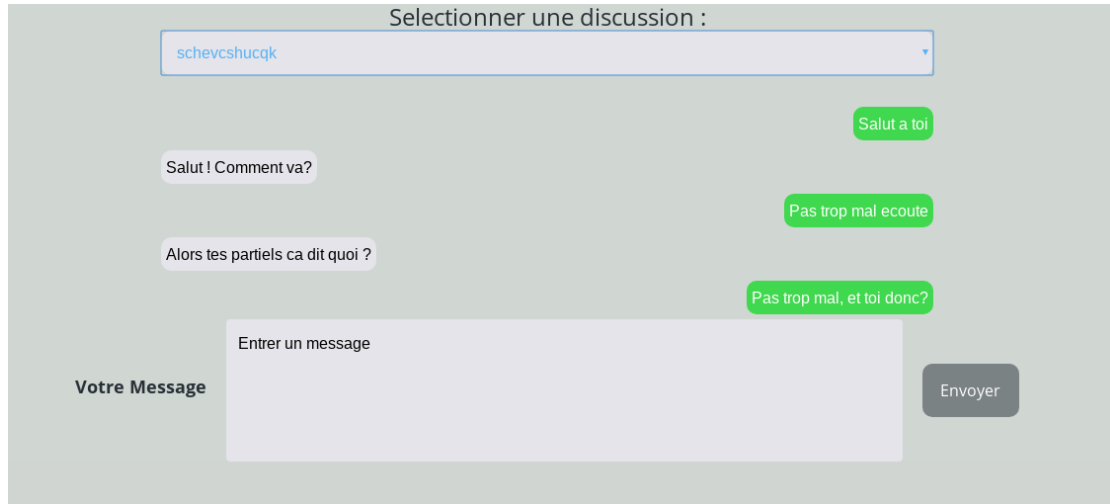 Selectionner une discussion :
schevcshucqk
Salut a toi
Salut ! Comment va?
Pas trop mal ecoute
Alors tes partiels ca dit quoi ?
Pas trop mal, et toi donc?
Entrer un message
Votre Message
Envoyer